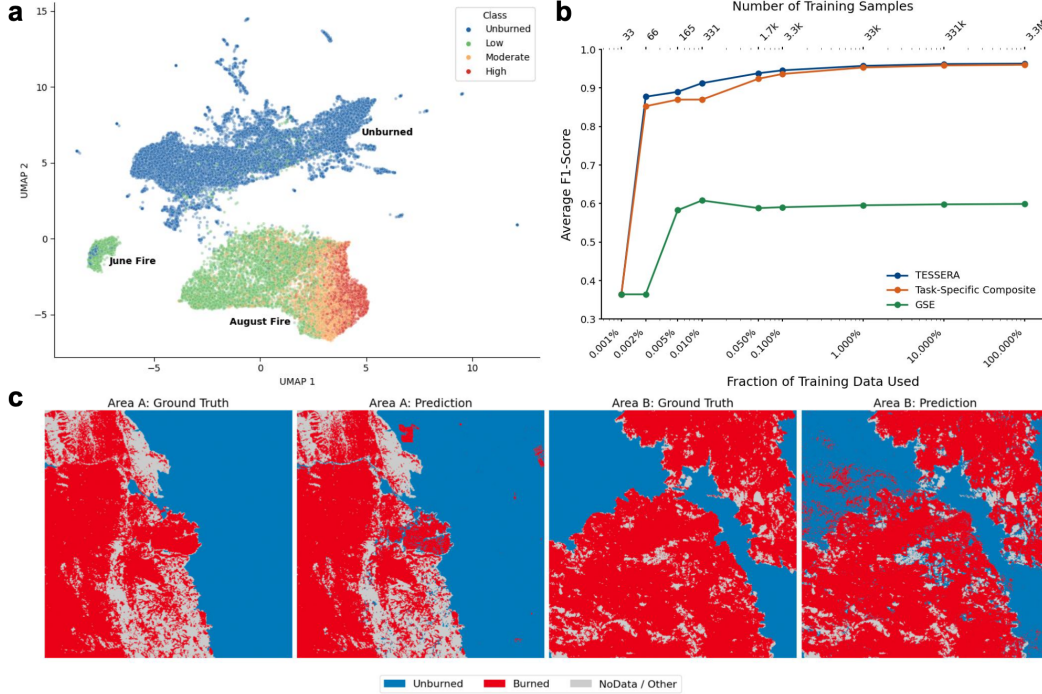 a
15
10
5
0
−5
−5
0
5
10
UMAP 2
UMAP 1
Class
Unburned
Low
Moderate
High
Unburned
June Fire
August Fire
b
Number of Training Samples
33
66
165
331
1.7k
3.3k
33k
331k
3.3M
1.0
0.9
0.8
0.7
0.6
0.5
0.4
0.3
Average F1-Score
TESSERA
Task-Specific Composite
GSE
0.001%
0.002%
0.005%
0.010%
0.050%
0.100%
1.000%
10.000%
100.000%
Fraction of Training Data Used
c
Area A: Ground Truth
Area A: Prediction
Area B: Ground Truth
Area B: Prediction
Unburned
Burned
NoData / Other